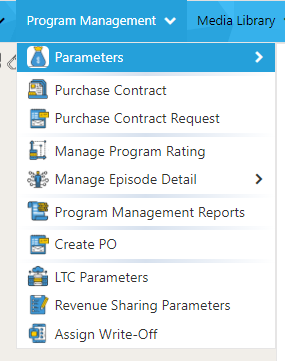 Program Management Media Library
Parameters
Purchase Contract
Purchase Contract Request
Manage Program Rating
Manage Episode Detail
Program Management Reports
Create PO
LTC Parameters
Revenue Sharing Parameters
Assign Write-Off